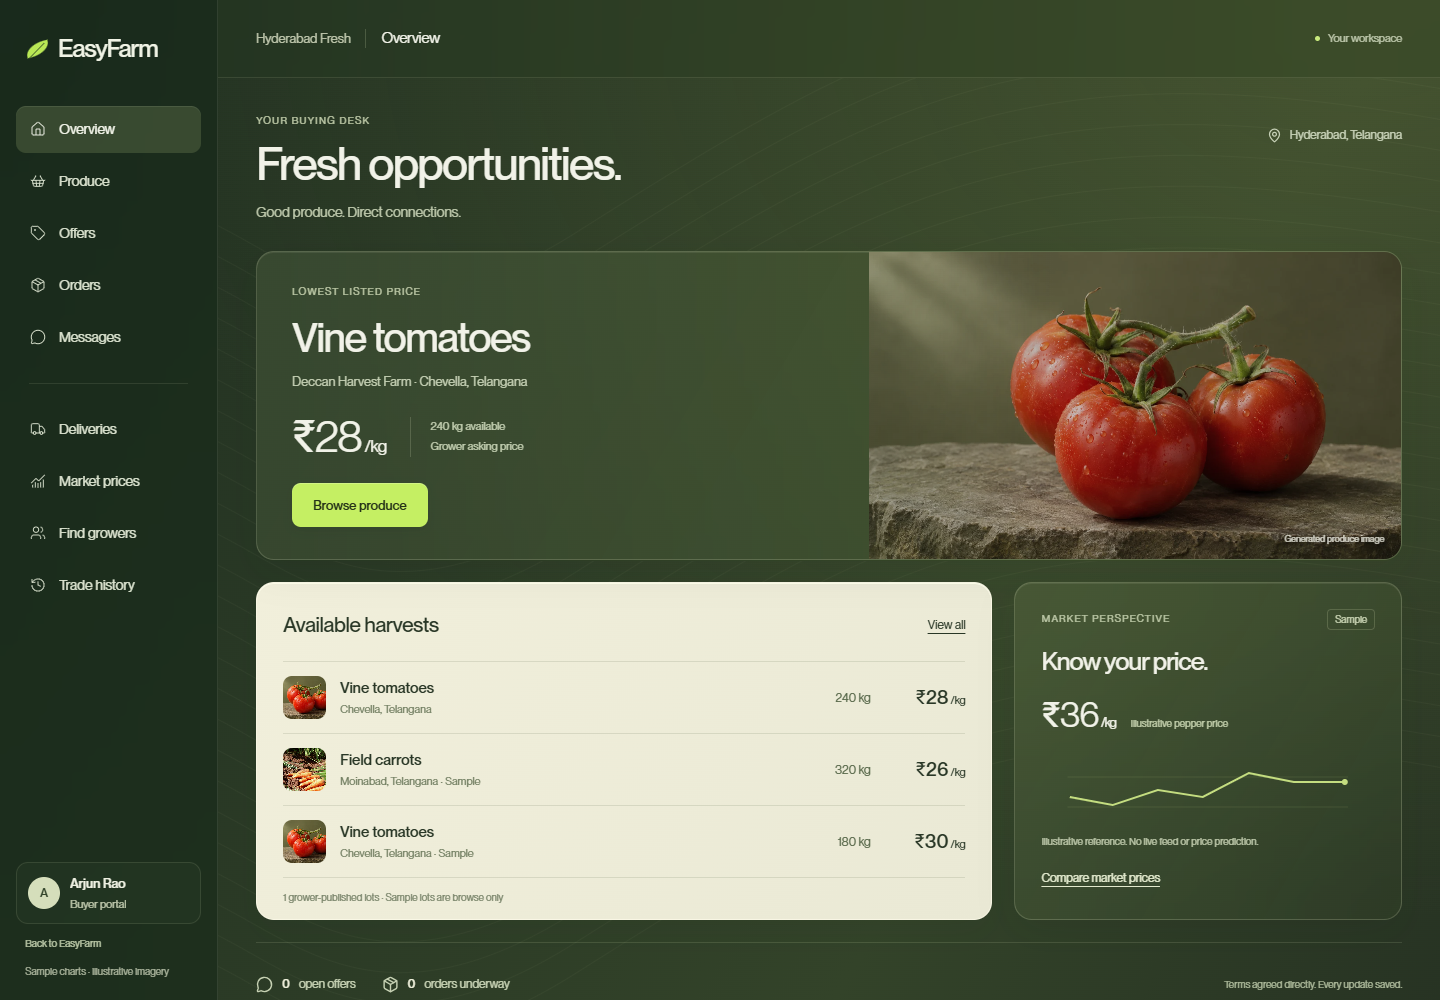 EasyFarm
Overview
Produce
Offers
Orders
Messages
Deliveries
Market prices
Find growers
Trade history
A
Arjun Rao
Buyer portal
Back to EasyFarm
Sample charts · Illustrative imagery
Hyderabad Fresh
Overview
Your workspace
YOUR BUYING DESK
Fresh opportunities.
Good produce. Direct connections.
Hyderabad, Telangana
LOWEST LISTED PRICE
Vine tomatoes
Deccan Harvest Farm · Chevella, Telangana
₹28 /kg
240 kg available
Grower asking price
Browse produce
Generated produce image
Available harvests
View all
Vine tomatoes
Chevella, Telangana
240 kg
₹28 /kg
Field carrots
Moinabad, Telangana · Sample
320 kg
₹26 /kg
Vine tomatoes
Chevella, Telangana · Sample
180 kg
₹30 /kg
1 grower-published lots · Sample lots are browse only
MARKET PERSPECTIVE
Sample
Know your price.
₹36 /kg
Illustrative pepper price
Illustrative reference. No live feed or price prediction.
Compare market prices
0 open offers
0 orders underway
Terms agreed directly. Every update saved.